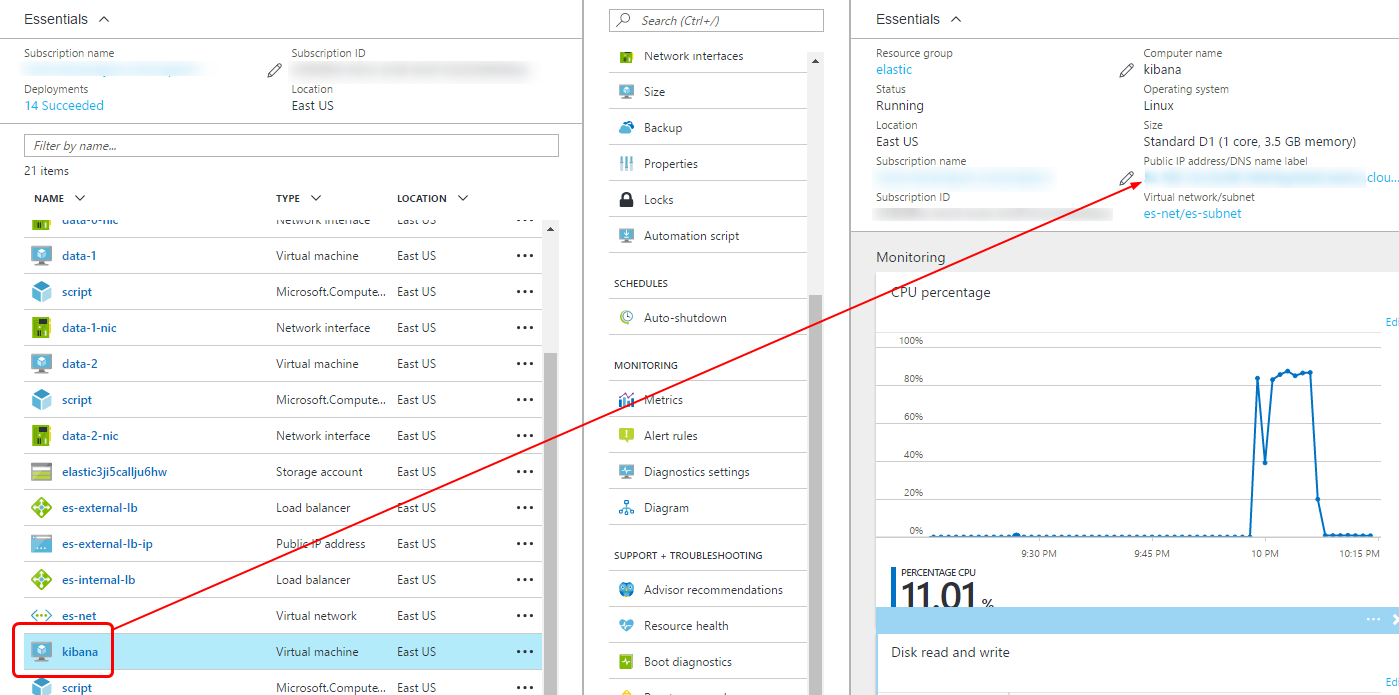 Essentials
Subscription name
Subscription ID
Deployments
14 Succeeded
Location
East US
Filter by name...
21 items
NAME TYPE LOCATION
data-0-nic Network interface East US ...
data-1 Virtual machine East US ...
script Microsoft.Compute... East US ...
data-1-nic Network interface East US ...
data-2 Virtual machine East US ...
script Microsoft.Compute... East US ...
data-2-nic Network interface East US ...
elastic3ji5callju6hw Storage account East US ...
es-external-lb Load balancer East US ...
es-external-lb-ip Public IP address East US ...
es-internal-lb Load balancer East US ...
es-net Virtual network East US ...
kibana Virtual machine East US ...
script Microsoft.Compute... East US ...
Search (Ctrl+/)
Network interfaces
Size
Backup
Properties
Locks
Automation script
SCHEDULES
Auto-shutdown
MONITORING
Metrics
Alert rules
Diagnostics settings
Diagram
SUPPORT + TROUBLESHOOTING
Advisor recommendations
Resource health
Boot diagnostics
Essentials
Resource group
elastic
Status
Running
Location
East US
Subscription name
Subscription ID
Computer name
kibana
Operating system
Linux
Size
Standard D1 (1 core, 3.5 GB memory)
Public IP address/DNS name label
clou...
Virtual network/subnet
es-net/es-subnet
Monitoring
CPU percentage
Edi
100%
80%
60%
40%
20%
0%
9:30 PM 9:45 PM 10 PM 10:15 PM
PERCENTAGE CPU
11.01 %
...
Disk read and write
Edi